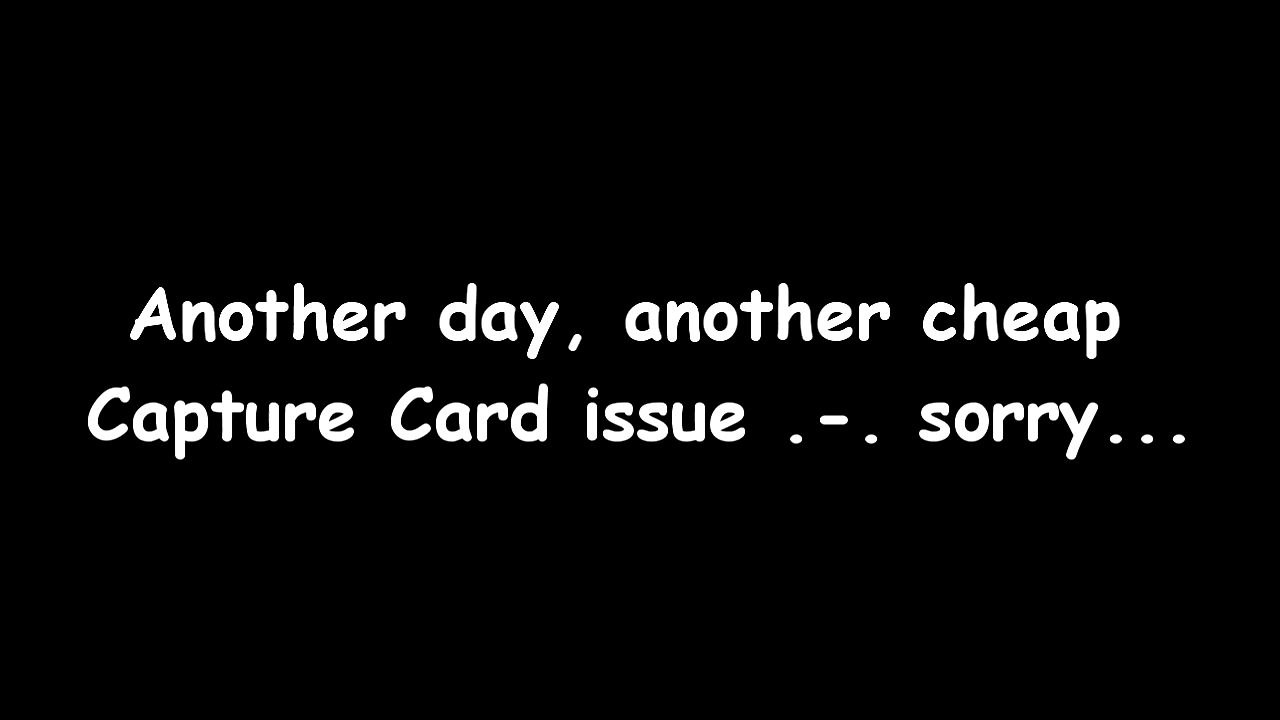 Another day, another cheap
Capture Card issue .-. sorry...